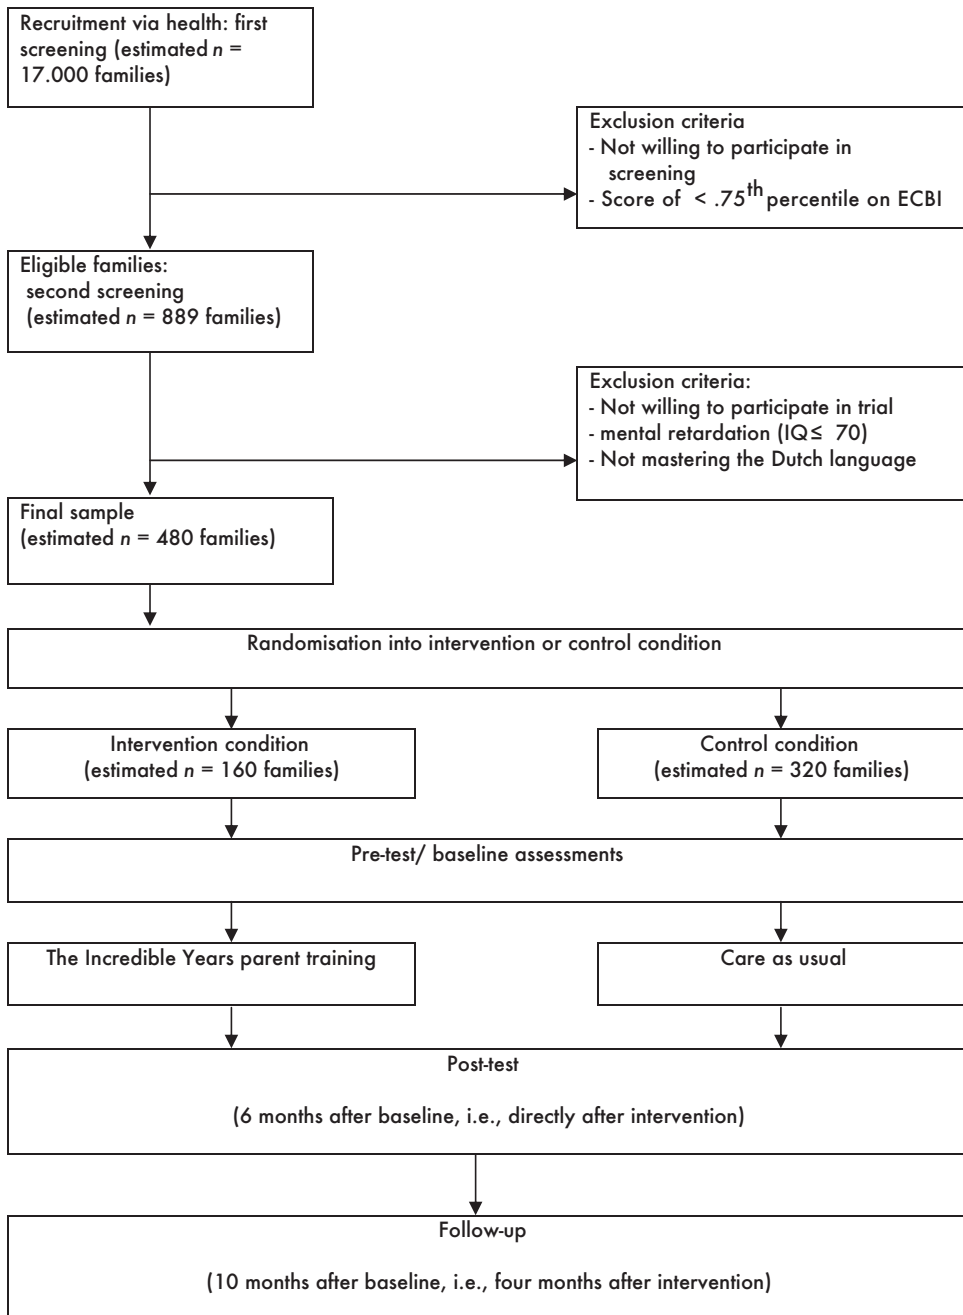 Recruitment via health: first
screening (estimated n =
17.000 families)
Exclusion criteria
- Not willing to participate in
screening
- Score of < .75th percentile on ECBI
Eligible families:
second screening
(estimated n = 889 families)
Exclusion criteria:
- Not willing to participate in trial
- mental retardation (IQ≤ 70)
- Not mastering the Dutch language
Final sample
(estimated n = 480 families)
Randomisation into intervention or control condition
Intervention condition
(estimated n = 160 families)
Control condition
(estimated n = 320 families)
Pre-test/ baseline assessments
The Incredible Years parent training
Care as usual
Post-test
(6 months after baseline, i.e., directly after intervention)
Follow-up
(10 months after baseline, i.e., four months after intervention)